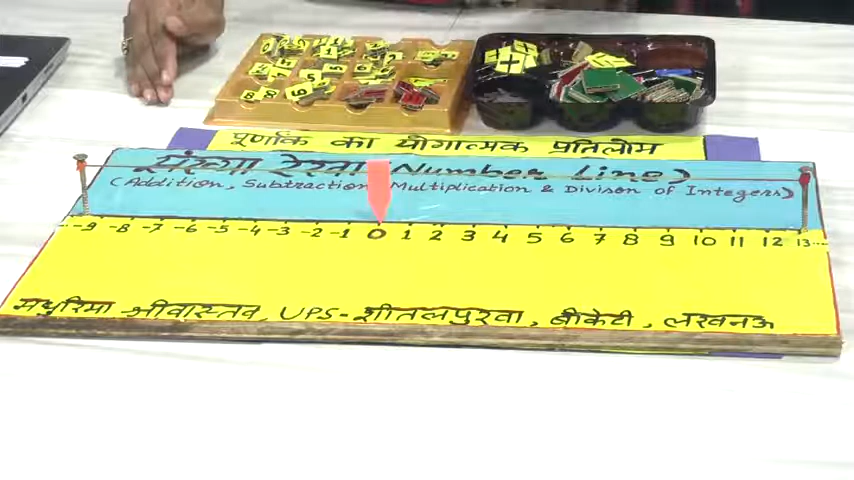 पूर्णांक का योगात्मक प्रतिलोम
संख्या रेखा (Number Line)
(Addition, Subtraction, Multiplication & Divison of Integers)
-9 -8 -7 -6 -5 -4 -3 -2 -1 0 1 2 3 4 5 6 7 8 9 10 11 12 13
मधुरिमा श्रीवास्तव, UPS- शीतलपुरवा, बीकेटी, लखनऊ